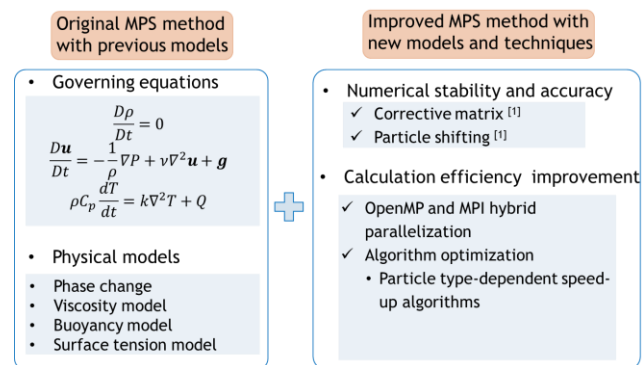 Original MPS method
with previous models
• Governing equations
Dρ/Dt = 0
D𝒖/Dt = −1/ρ ∇P + ν∇²𝒖 + 𝒈
ρC_p dT/dt = k∇²T + Q
• Physical models
• Phase change
• Viscosity model
• Buoyancy model
• Surface tension model
Improved MPS method with
new models and techniques
• Numerical stability and accuracy
✓ Corrective matrix [1]
✓ Particle shifting [1]
• Calculation efficiency improvement
✓ OpenMP and MPI hybrid
parallelization
✓ Algorithm optimization
• Particle type-dependent speed-
up algorithms